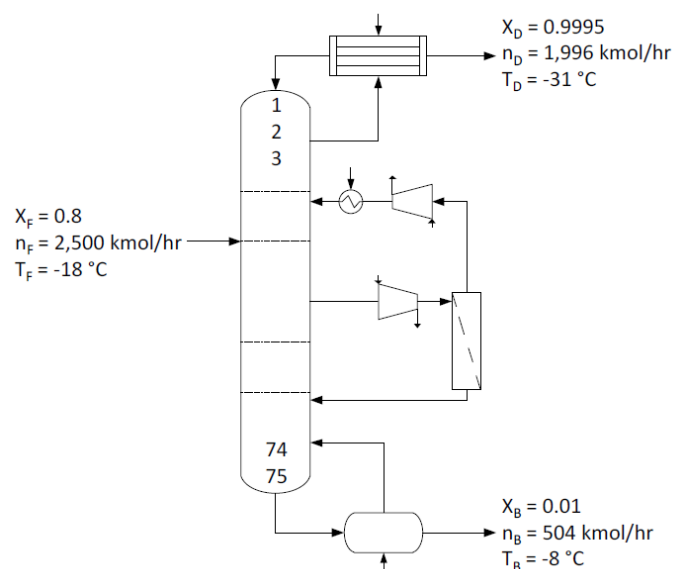 X_D = 0.9995
n_D = 1,996 kmol/hr
T_D = -31 °C
1
2
3
X_F = 0.8
n_F = 2,500 kmol/hr
T_F = -18 °C
74
75
X_B = 0.01
n_B = 504 kmol/hr
T_B = -8 °C